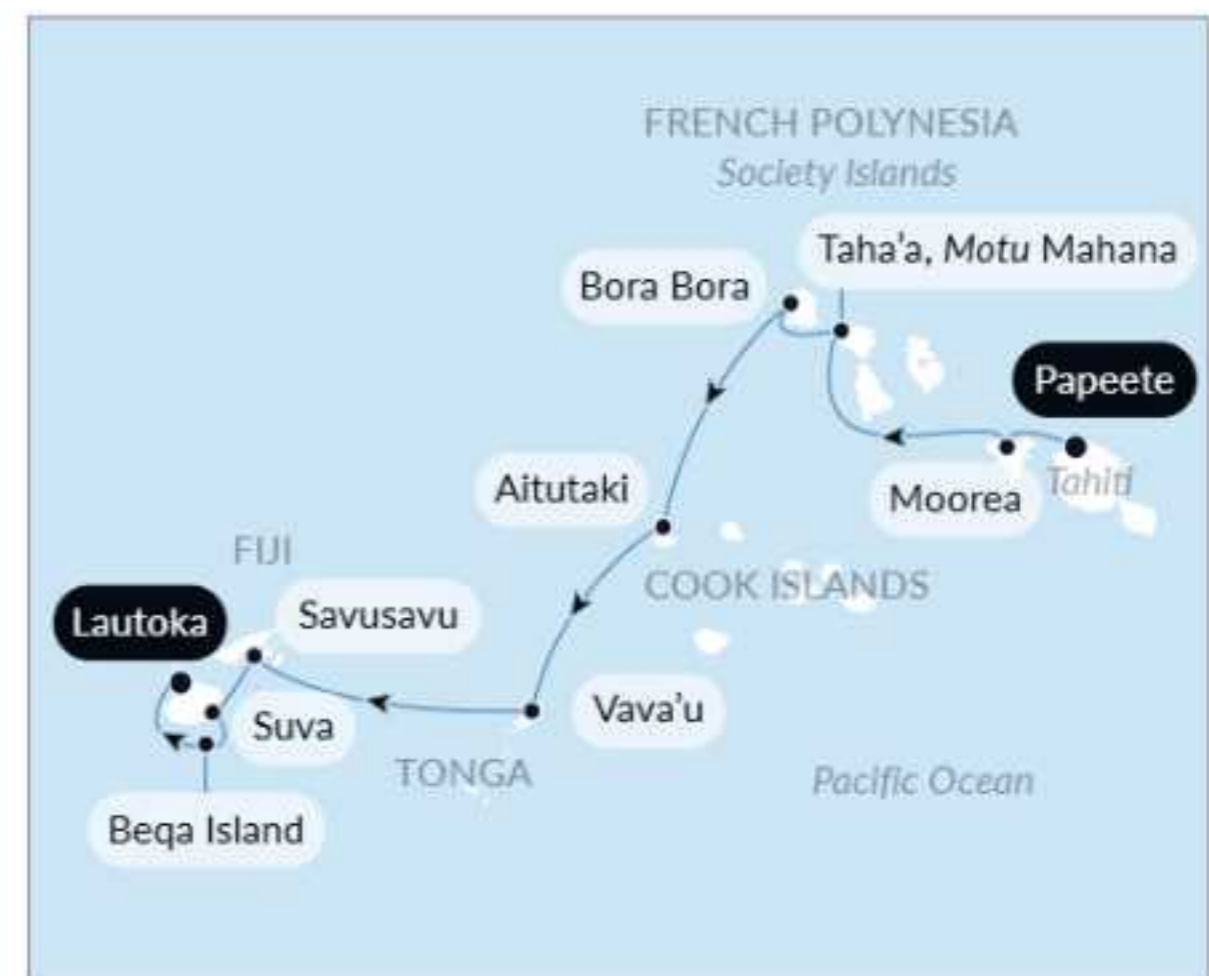 FRENCH POLYNESIA
Society Islands
Taha'a, Motu Mahana
Bora Bora
Papeete
Tahiti
Moorea
Aitutaki
COOK ISLANDS
FIJI
Savusavu
Lautoka
Vava'u
Suva
TONGA
Pacific Ocean
Beqa Island